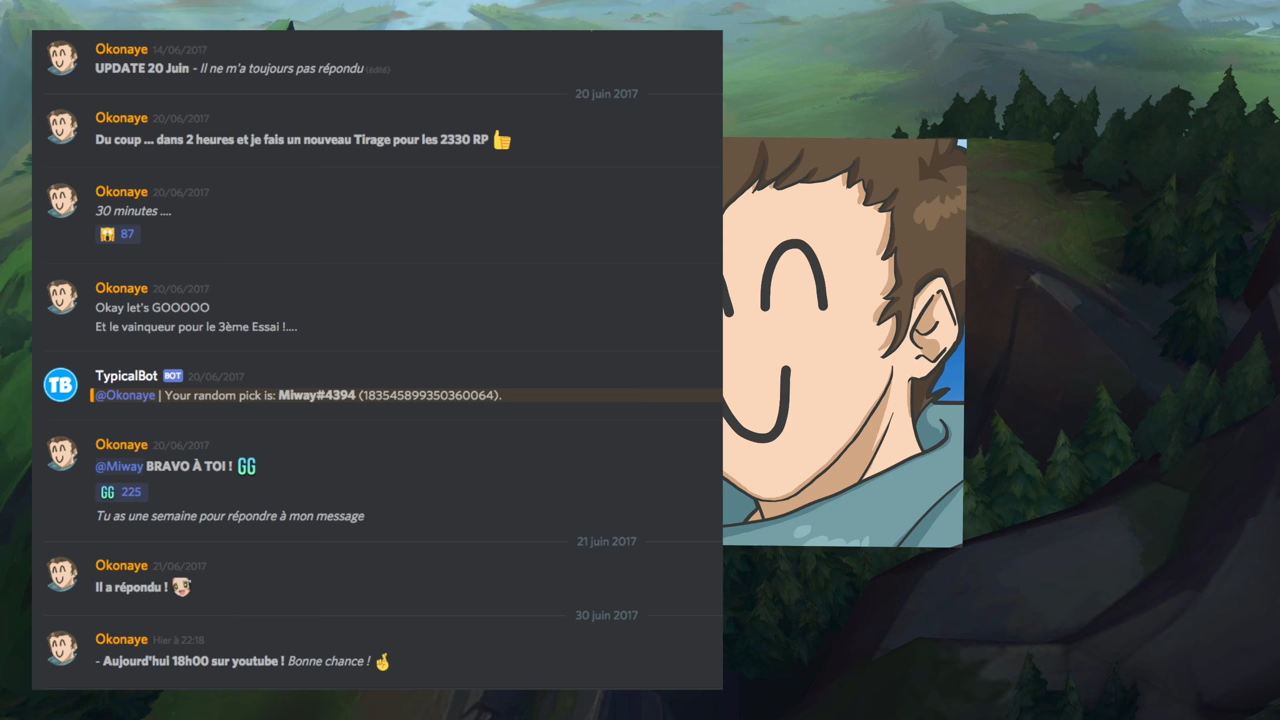 Okonaye 14/06/2017
UPDATE 20 Juin - Il ne m'a toujours pas répondu (édité)
20 juin 2017
Okonaye 20/06/2017
Du coup ... dans 2 heures et je fais un nouveau Tirage pour les 2330 RP 👍
Okonaye 20/06/2017
30 minutes ....
87
Okonaye 20/06/2017
Okay let's GOOOOO
Et le vainqueur pour le 3ème Essai !....
TB
TypicalBot BOT 20/06/2017
@Okonaye | Your random pick is: Miway#4394 (183545899350360064).
Okonaye 20/06/2017
@Miway BRAVO À TOI ! GG
GG 225
Tu as une semaine pour répondre à mon message
21 juin 2017
Okonaye 21/06/2017
Il a répondu !
30 juin 2017
Okonaye Hier à 22:18
- Aujourd'hui 18h00 sur youtube ! Bonne chance ! 🤞